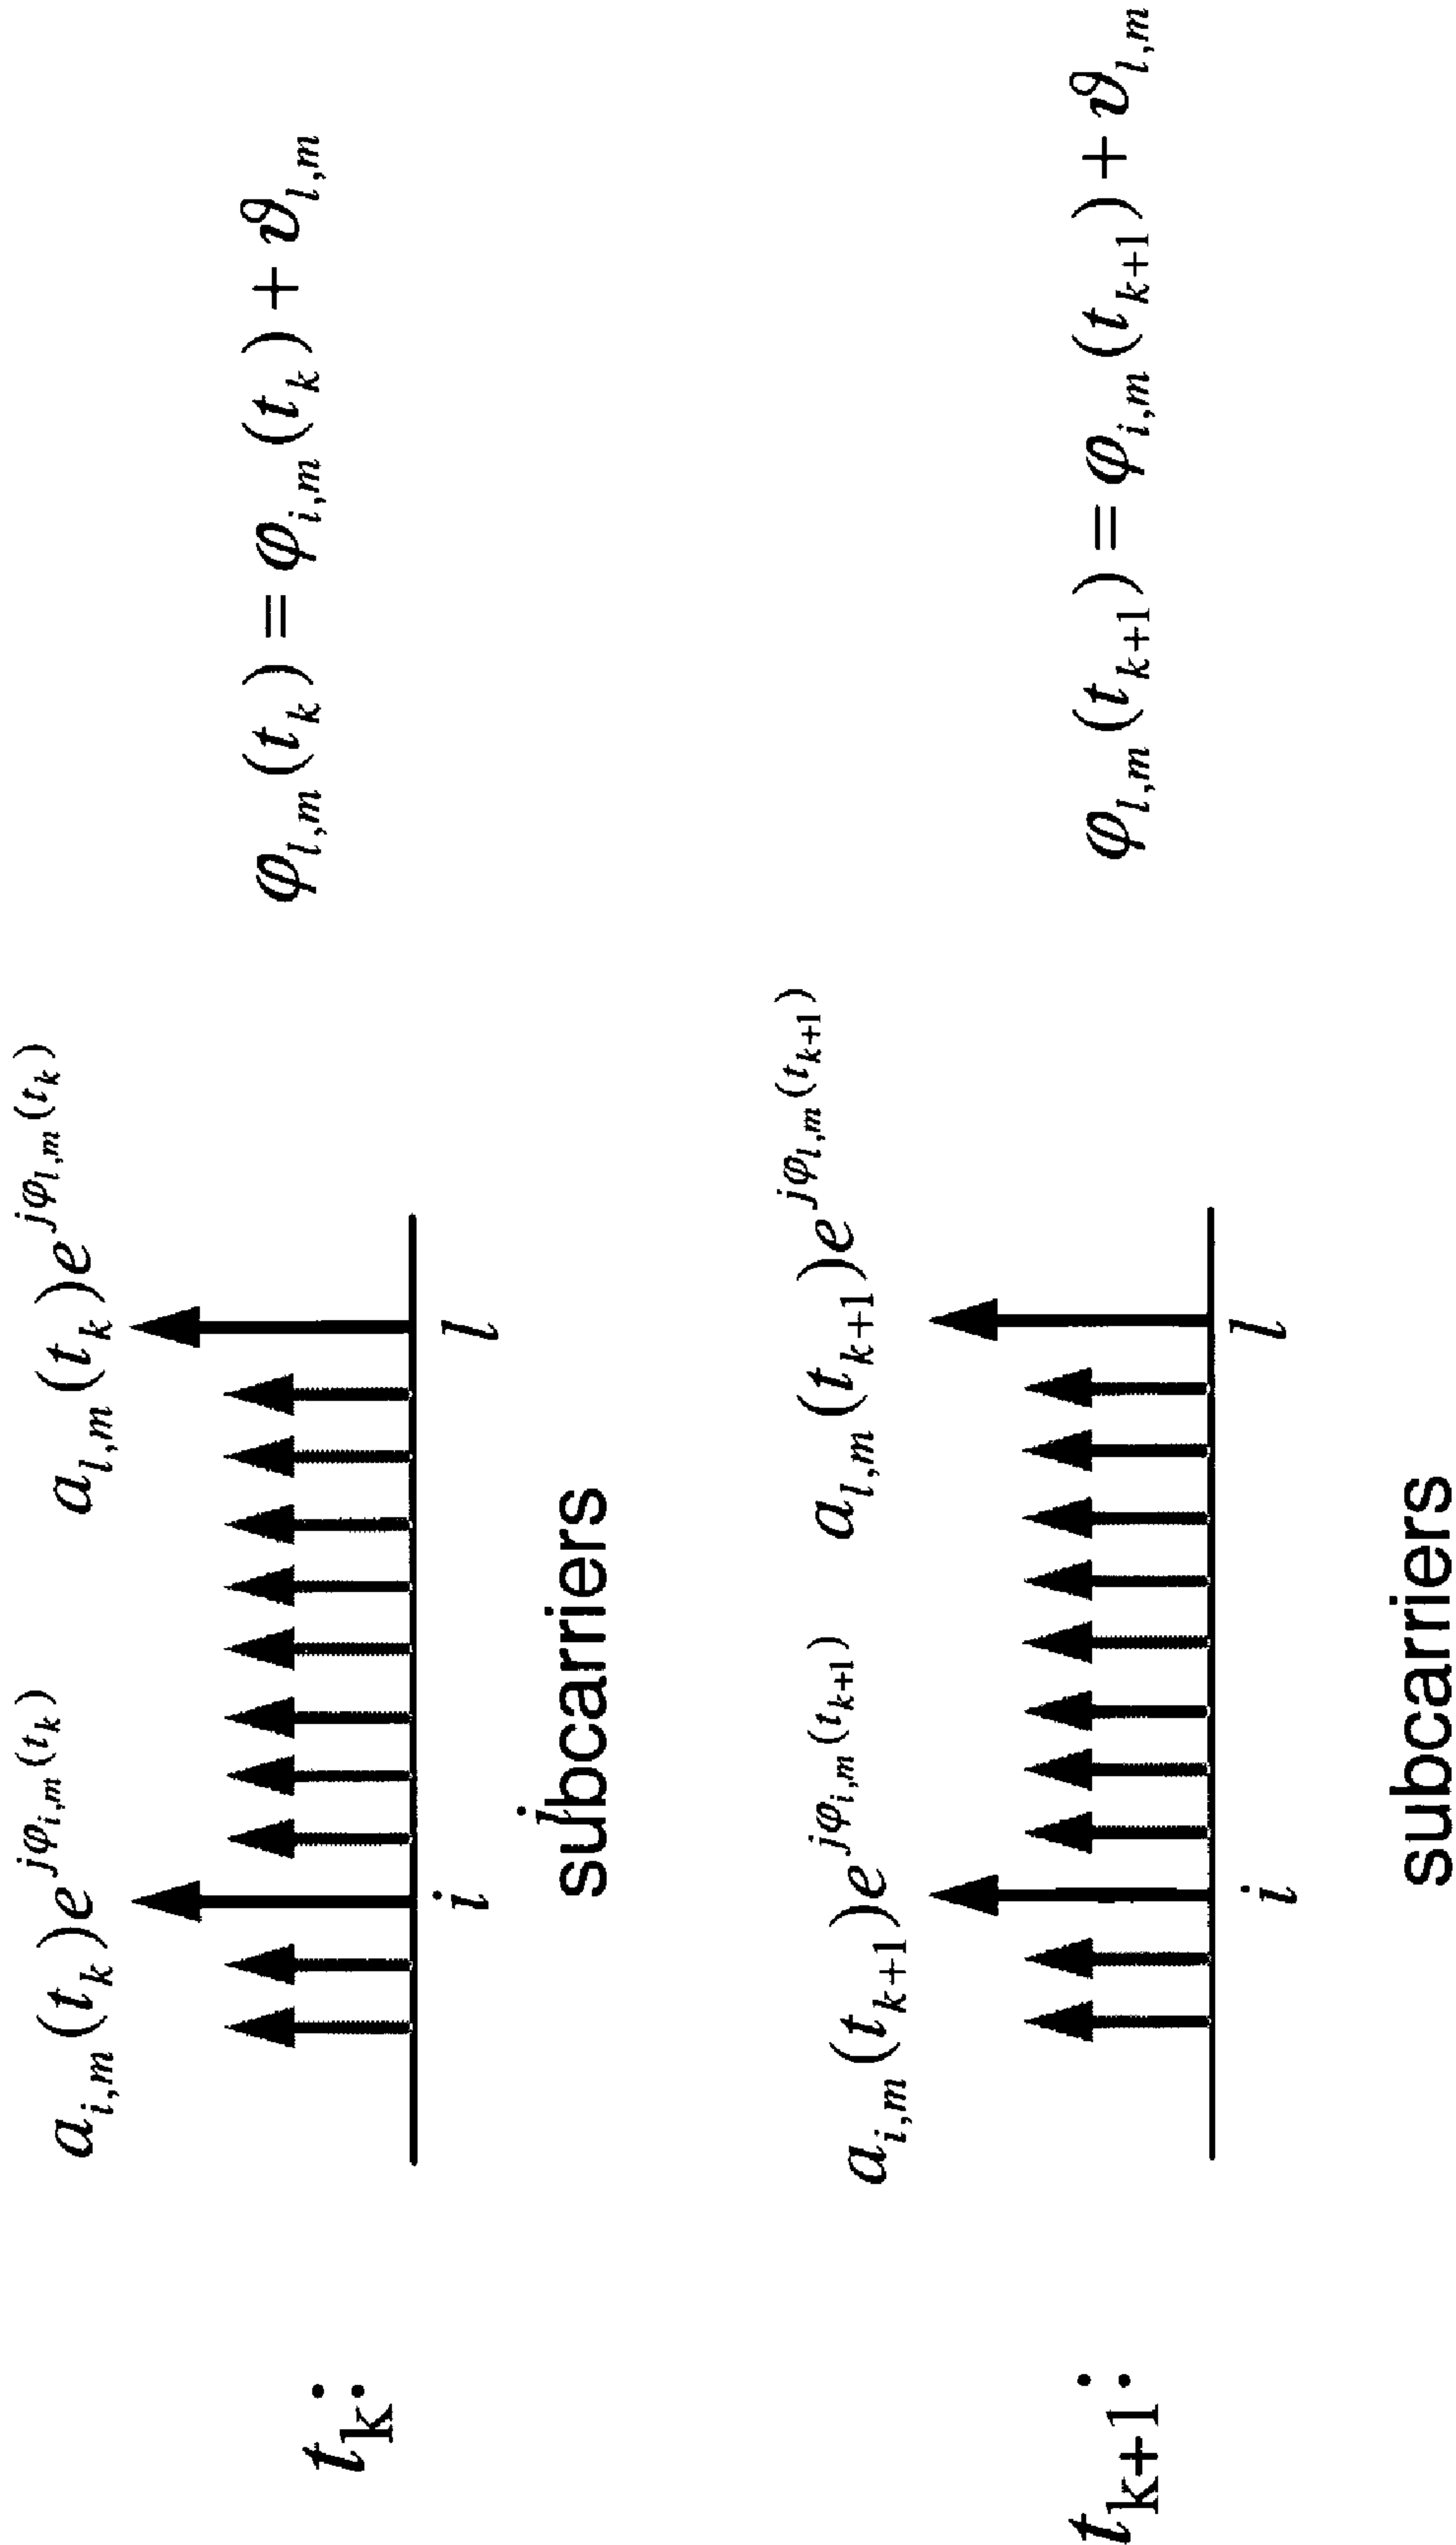 a_{i,m}(t_k)e^{jφ_{i,m}(t_k)} a_{l,m}(t_k)e^{jφ_{l,m}(t_k)}
t_k: φ_{l,m}(t_k) = φ_{i,m}(t_k) + ϑ_{l,m}
i l
i
subcarriers
a_{i,m}(t_{k+1})e^{jφ_{i,m}(t_{k+1})} a_{l,m}(t_{k+1})e^{jφ_{l,m}(t_{k+1})}
t_{k+1}: φ_{l,m}(t_{k+1}) = φ_{i,m}(t_{k+1}) + ϑ_{l,m}
i l
subcarriers